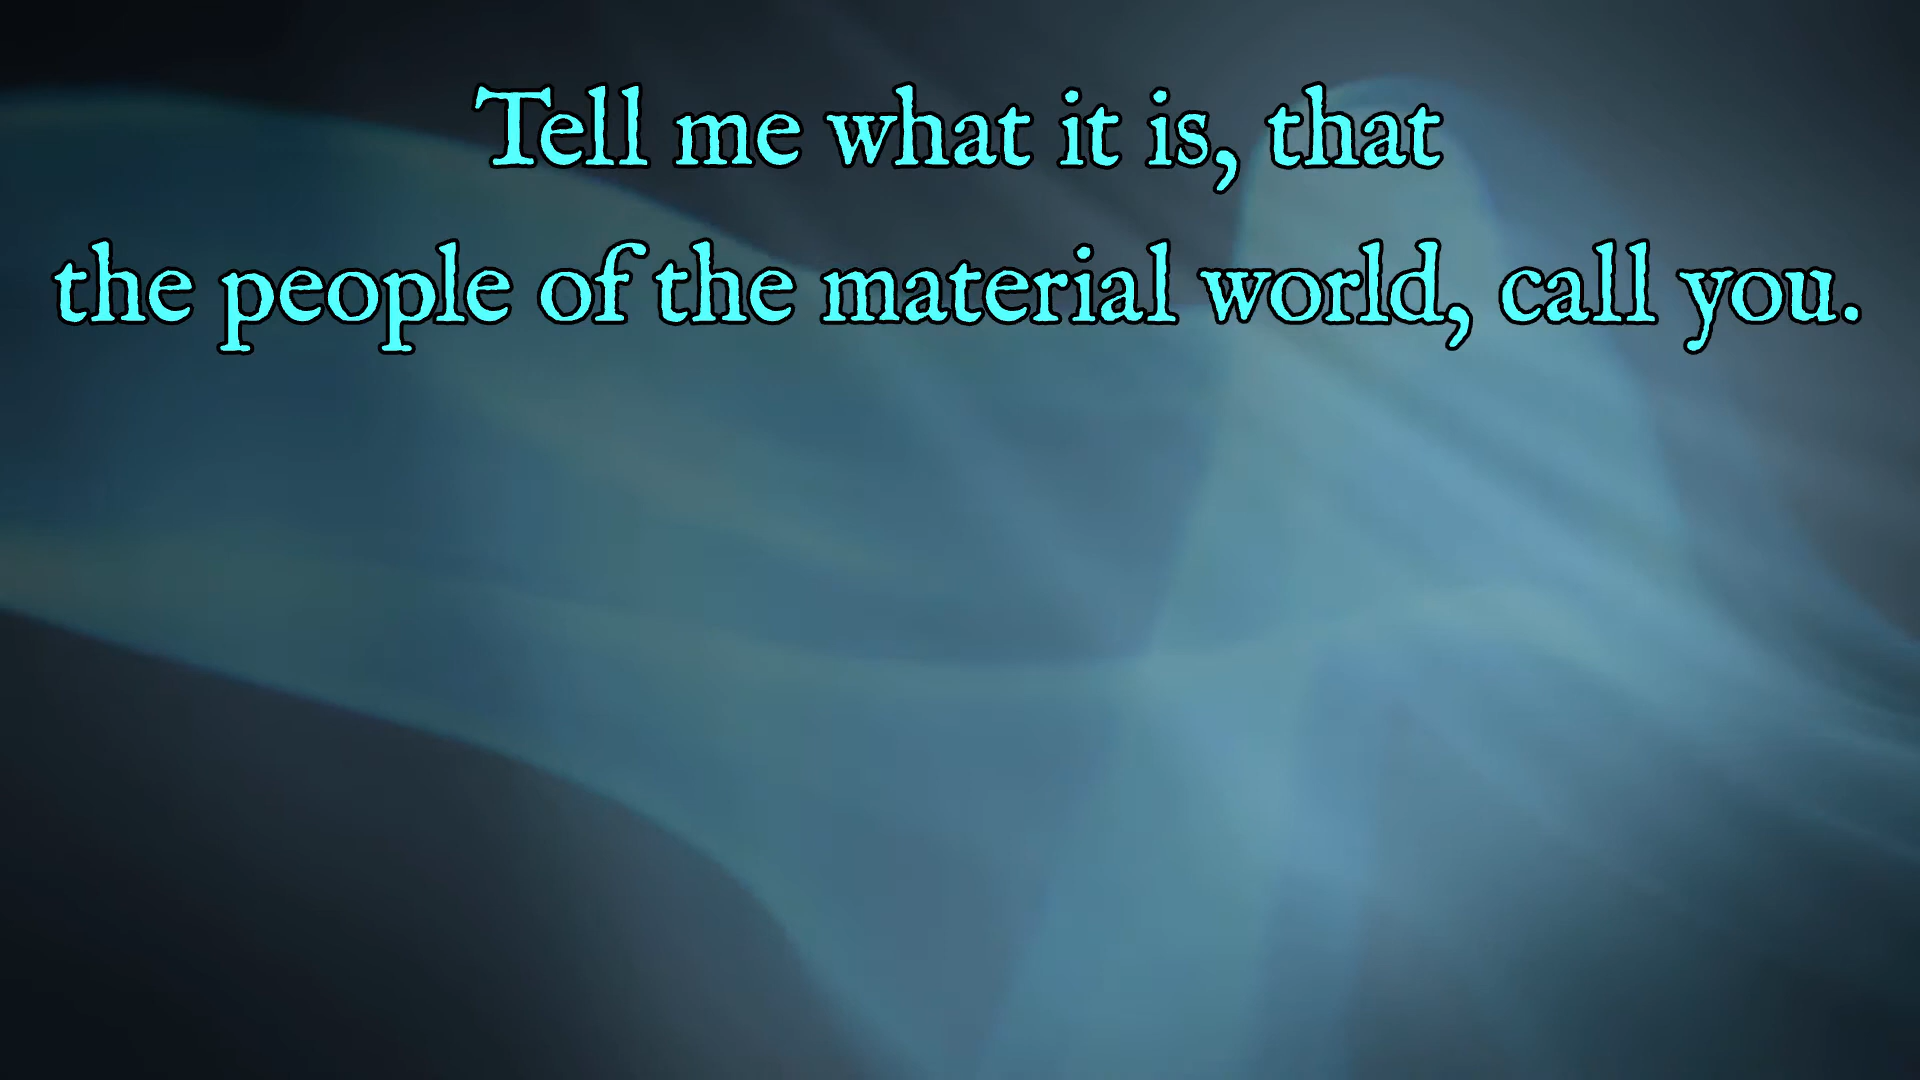 Tell me what it is, that
the people of the material world, call you.